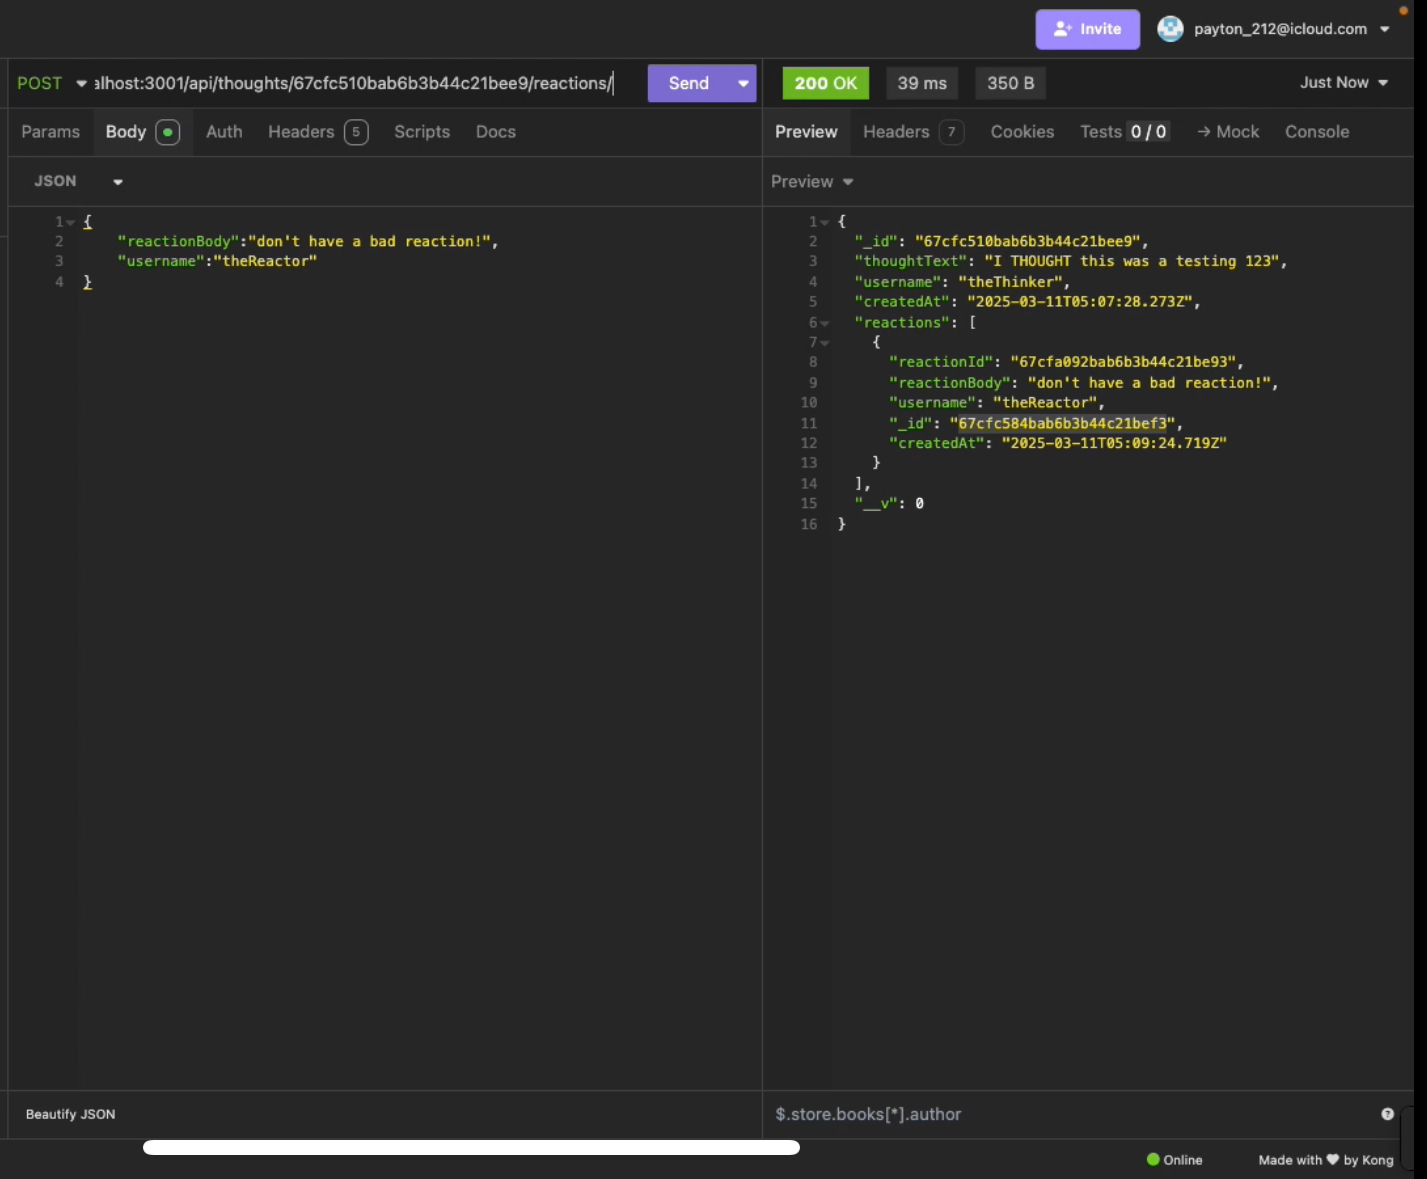 Invite
payton_212@icloud.com
POST
alhost:3001/api/thoughts/67cfc510bab6b3b44c21bee9/reactions/
Send
200 OK
39 ms
350 B
Just Now
Params
Body
Auth
Headers 5
Scripts
Docs
Preview
Headers 7
Cookies
Tests 0 / 0
→ Mock
Console
JSON
Preview
1 {
2 "reactionBody":"don't have a bad reaction!",
3 "username":"theReactor"
4 }
1 {
2 "_id": "67cfc510bab6b3b44c21bee9",
3 "thoughtText": "I THOUGHT this was a testing 123",
4 "username": "theThinker",
5 "createdAt": "2025-03-11T05:07:28.273Z",
6 "reactions": [
7 {
8 "reactionId": "67cfa092bab6b3b44c21be93",
9 "reactionBody": "don't have a bad reaction!",
10 "username": "theReactor",
11 "_id": "67cfc584bab6b3b44c21bef3",
12 "createdAt": "2025-03-11T05:09:24.719Z"
13 }
14 ],
15 "__v": 0
16 }
Beautify JSON
$.store.books[*].author
?
Online
Made with ♥ by Kong